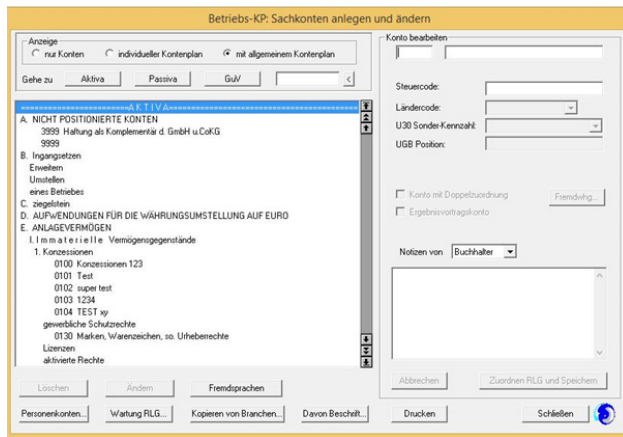 Betriebs-KP: Sachkonten anlegen und ändern
Anzeige
nur Konten individueller Kontenplan mit allgemeinem Kontenplan
Gehe zu Aktiva Passiva GuV <
=======================A K T I V A=======================
A. NICHT POSITIONIERTE KONTEN
3999 Haftung als Komplementär d. GmbH u.CoKG
9999
B. Ingangsetzen
Erweitern
Umstellen
eines Betriebes
C. ziegelstein
D. AUFWENDUNGEN FÜR DIE WÄHRUNGSUMSTELLUNG AUF EURO
E. ANLAGEVERMÖGEN
I. I m m a t e r i e l l e Vermögensgegenstände
1. Konzessionen
0100 Konzessionen 123
0101 Test
0102 super test
0103 1234
0104 TEST xy
gewerbliche Schutzrechte
0130 Marken, Warenzeichen, so. Urheberrechte
Lizenzen
aktivierte Rechte
Löschen Ändern Fremdsprachen
Personenkonten... Wartung RLG... Kopieren von Branchen... Davon Beschrift...
Konto bearbeiten
Steuercode:
Ländercode:
U30 Sonder-Kennzahl:
UGB Position:
Konto mit Doppelzuordnung Fremdwhg...
Ergebnisvortragskonto
Notizen von Buchhalter
Abbrechen Zuordnen RLG und Speichern
Drucken Schließen